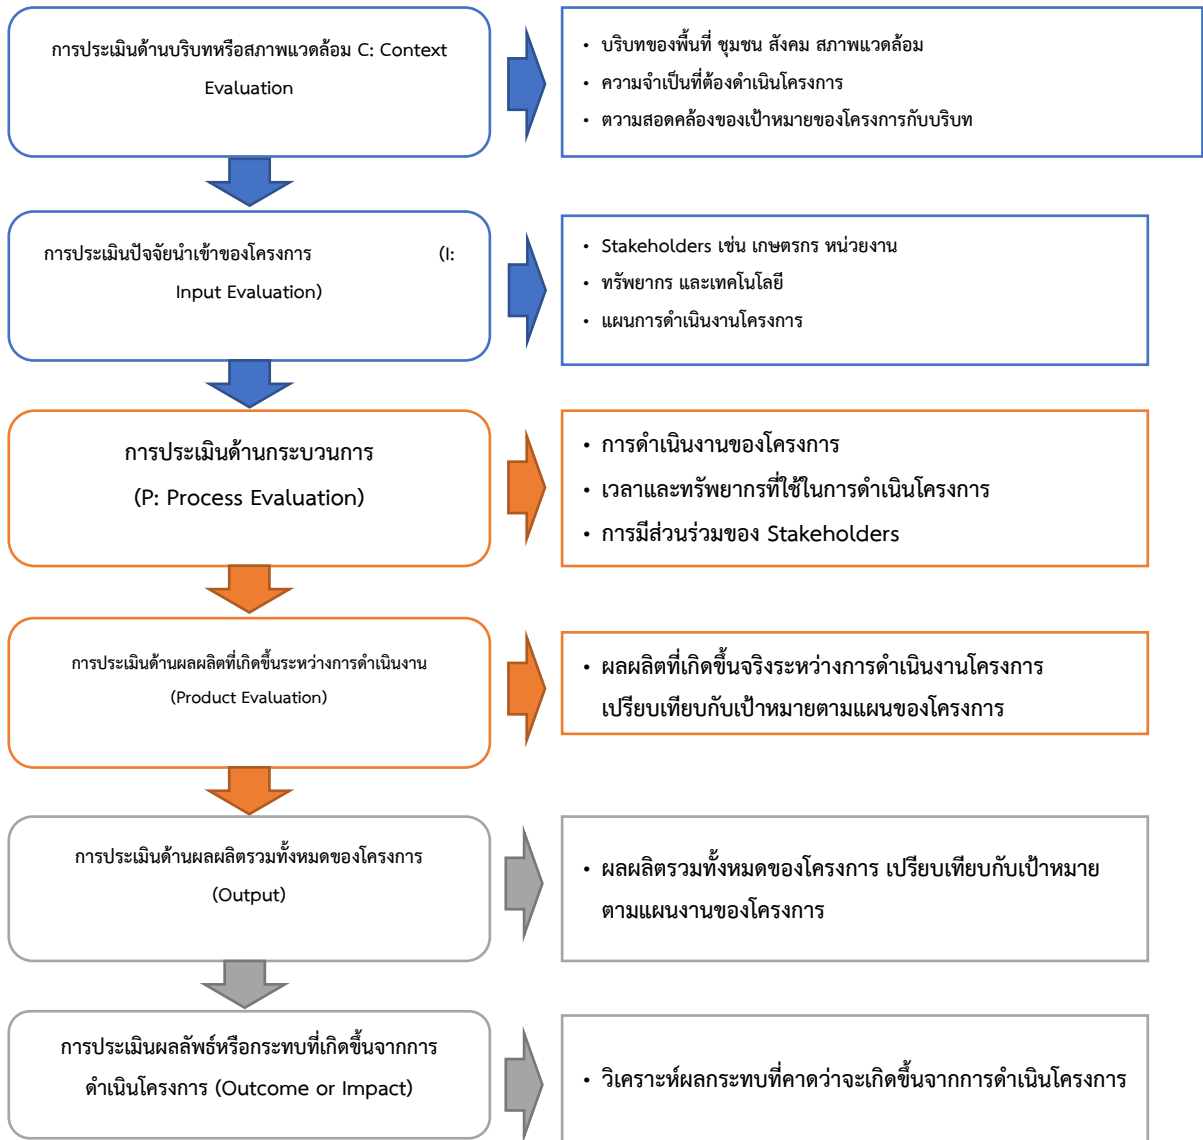 การประเมินด้านบริบทหรือสภาพแวดล้อม C: Context
Evaluation
• บริบทของพื้นที่ ชุมชน สังคม สภาพแวดล้อม
• ความจำเป็นที่ต้องดำเนินโครงการ
• ตวามสอดคล้องของเป้าหมายของโครงการกับบริบท
การประเมินปัจจัยนำเข้าของโครงการ (I:
Input Evaluation)
• Stakeholders เช่น เกษตรกร หน่วยงาน
• ทรัพยากร และเทคโนโลยี
• แผนการดำเนินงานโครงการ
การประเมินด้านกระบวนการ
(P: Process Evaluation)
• การดำเนินงานของโครงการ
• เวลาและทรัพยากรที่ใช้ในการดำเนินโครงการ
• การมีส่วนร่วมของ Stakeholders
การประเมินด้านผลผลิตที่เกิดขึ้นระหว่างการดำเนินงาน
(Product Evaluation)
• ผลผลิตที่เกิดขึ้นจริงระหว่างการดำเนินงานโครงการ
เปรียบเทียบกับเป้าหมายตามแผนของโครงการ
การประเมินด้านผลผลิตรวมทั้งหมดของโครงการ
(Output)
• ผลผลิตรวมทั้งหมดของโครงการ เปรียบเทียบกับเป้าหมาย
ตามแผนงานของโครงการ
การประเมินผลลัพธ์หรือกระทบที่เกิดขึ้นจากการ
ดำเนินโครงการ (Outcome or Impact)
• วิเคราะห์ผลกระทบที่คาดว่าจะเกิดขึ้นจากการดำเนินโครงการ